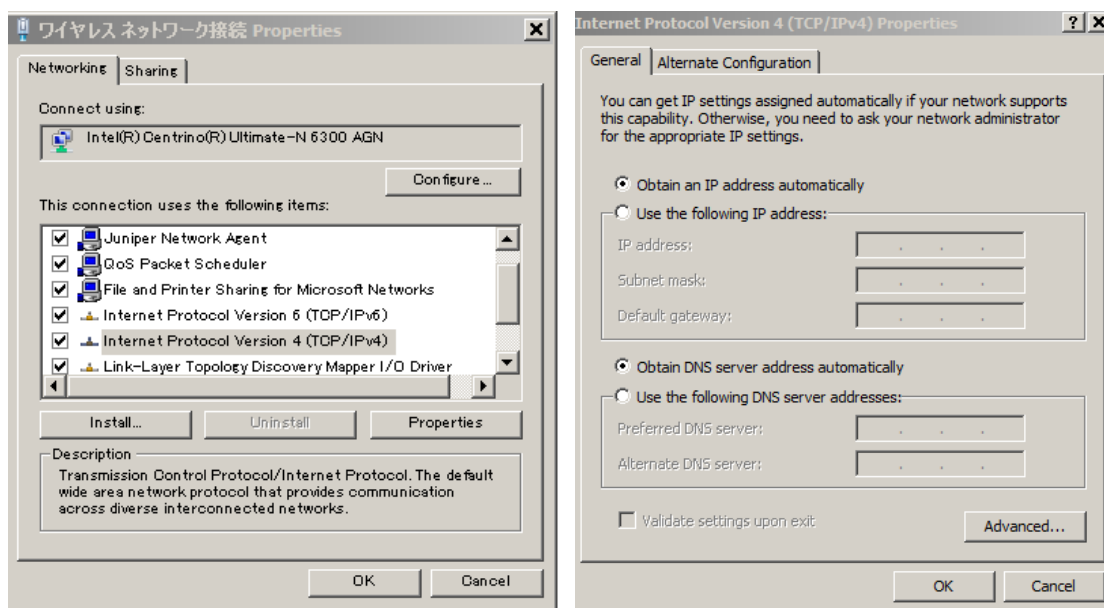 ワイヤレス ネットワーク接続 Properties
Networking
Sharing
Connect using:
Intel(R) Centrino(R) Ultimate-N 6300 AGN
Configure...
This connection uses the following items:
Juniper Network Agent
QoS Packet Scheduler
File and Printer Sharing for Microsoft Networks
Internet Protocol Version 6 (TCP/IPv6)
Internet Protocol Version 4 (TCP/IPv4)
Link-Layer Topology Discovery Mapper I/O Driver
Install...
Uninstall
Properties
Description
Transmission Control Protocol/Internet Protocol. The default
wide area network protocol that provides communication
across diverse interconnected networks.
OK
Cancel
Internet Protocol Version 4 (TCP/IPv4) Properties
General
Alternate Configuration
You can get IP settings assigned automatically if your network supports
this capability. Otherwise, you need to ask your network administrator
for the appropriate IP settings.
Obtain an IP address automatically
Use the following IP address:
IP address:
Subnet mask:
Default gateway:
Obtain DNS server address automatically
Use the following DNS server addresses:
Preferred DNS server:
Alternate DNS server:
Validate settings upon exit
Advanced...
OK
Cancel